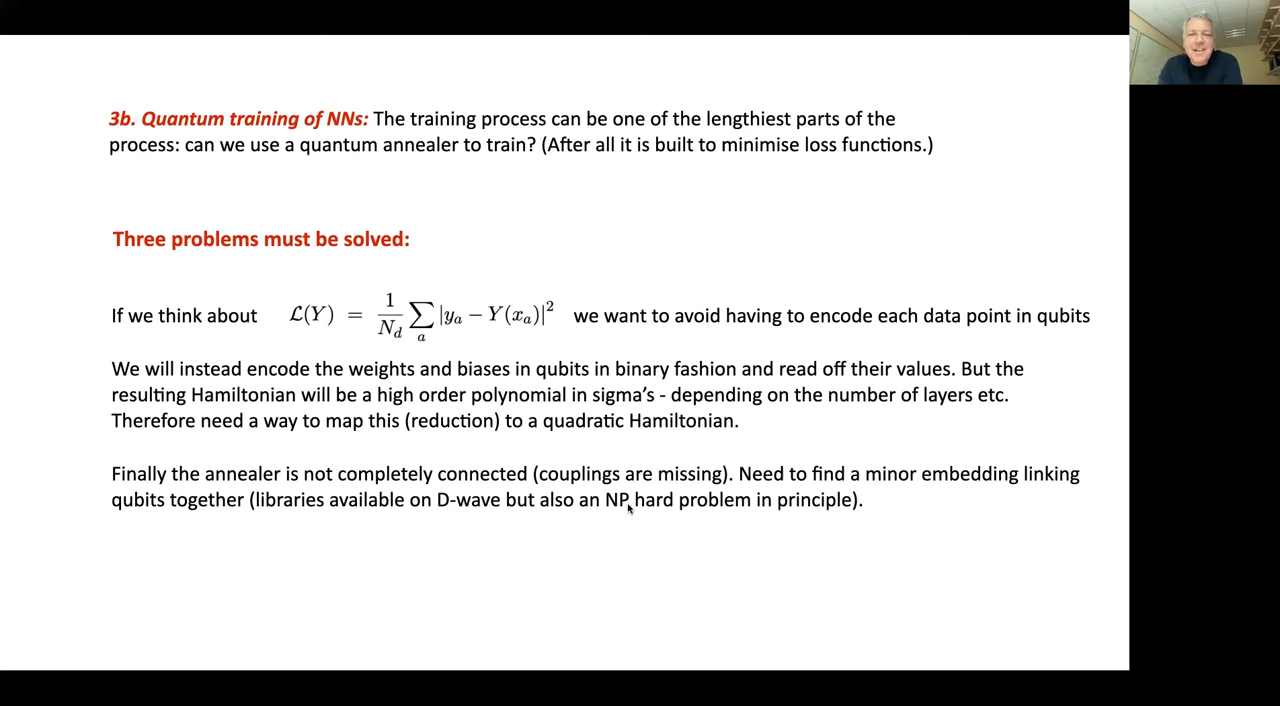 3b. Quantum training of NNs: The training process can be one of the lengthiest parts of the
process: can we use a quantum annealer to train? (After all it is built to minimise loss functions.)
Three problems must be solved:
If we think about ℒ(Y) = 1/N_d ∑_a |y_a − Y(x_a)|² we want to avoid having to encode each data point in qubits
We will instead encode the weights and biases in qubits in binary fashion and read off their values. But the
resulting Hamiltonian will be a high order polynomial in sigma’s - depending on the number of layers etc.
Therefore need a way to map this (reduction) to a quadratic Hamiltonian.
Finally the annealer is not completely connected (couplings are missing). Need to find a minor embedding linking
qubits together (libraries available on D-wave but also an NP hard problem in principle).